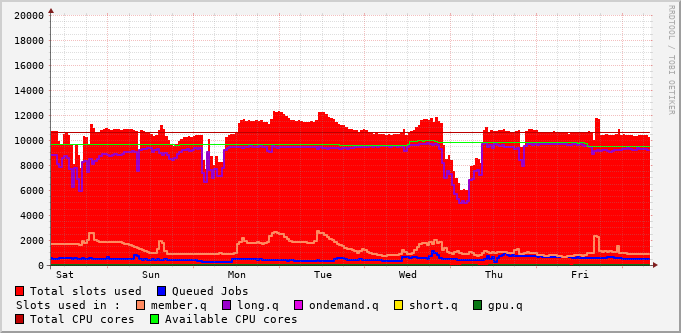 20000
18000
16000
14000
12000
10000
8000
6000
4000
2000
0
Sat Sun Mon Tue Wed Thu Fri
RRDTOOL / TOBI OETIKER
Total slots used Queued Jobs
Slots used in : member.q long.q ondemand.q short.q gpu.q
Total CPU cores Available CPU cores